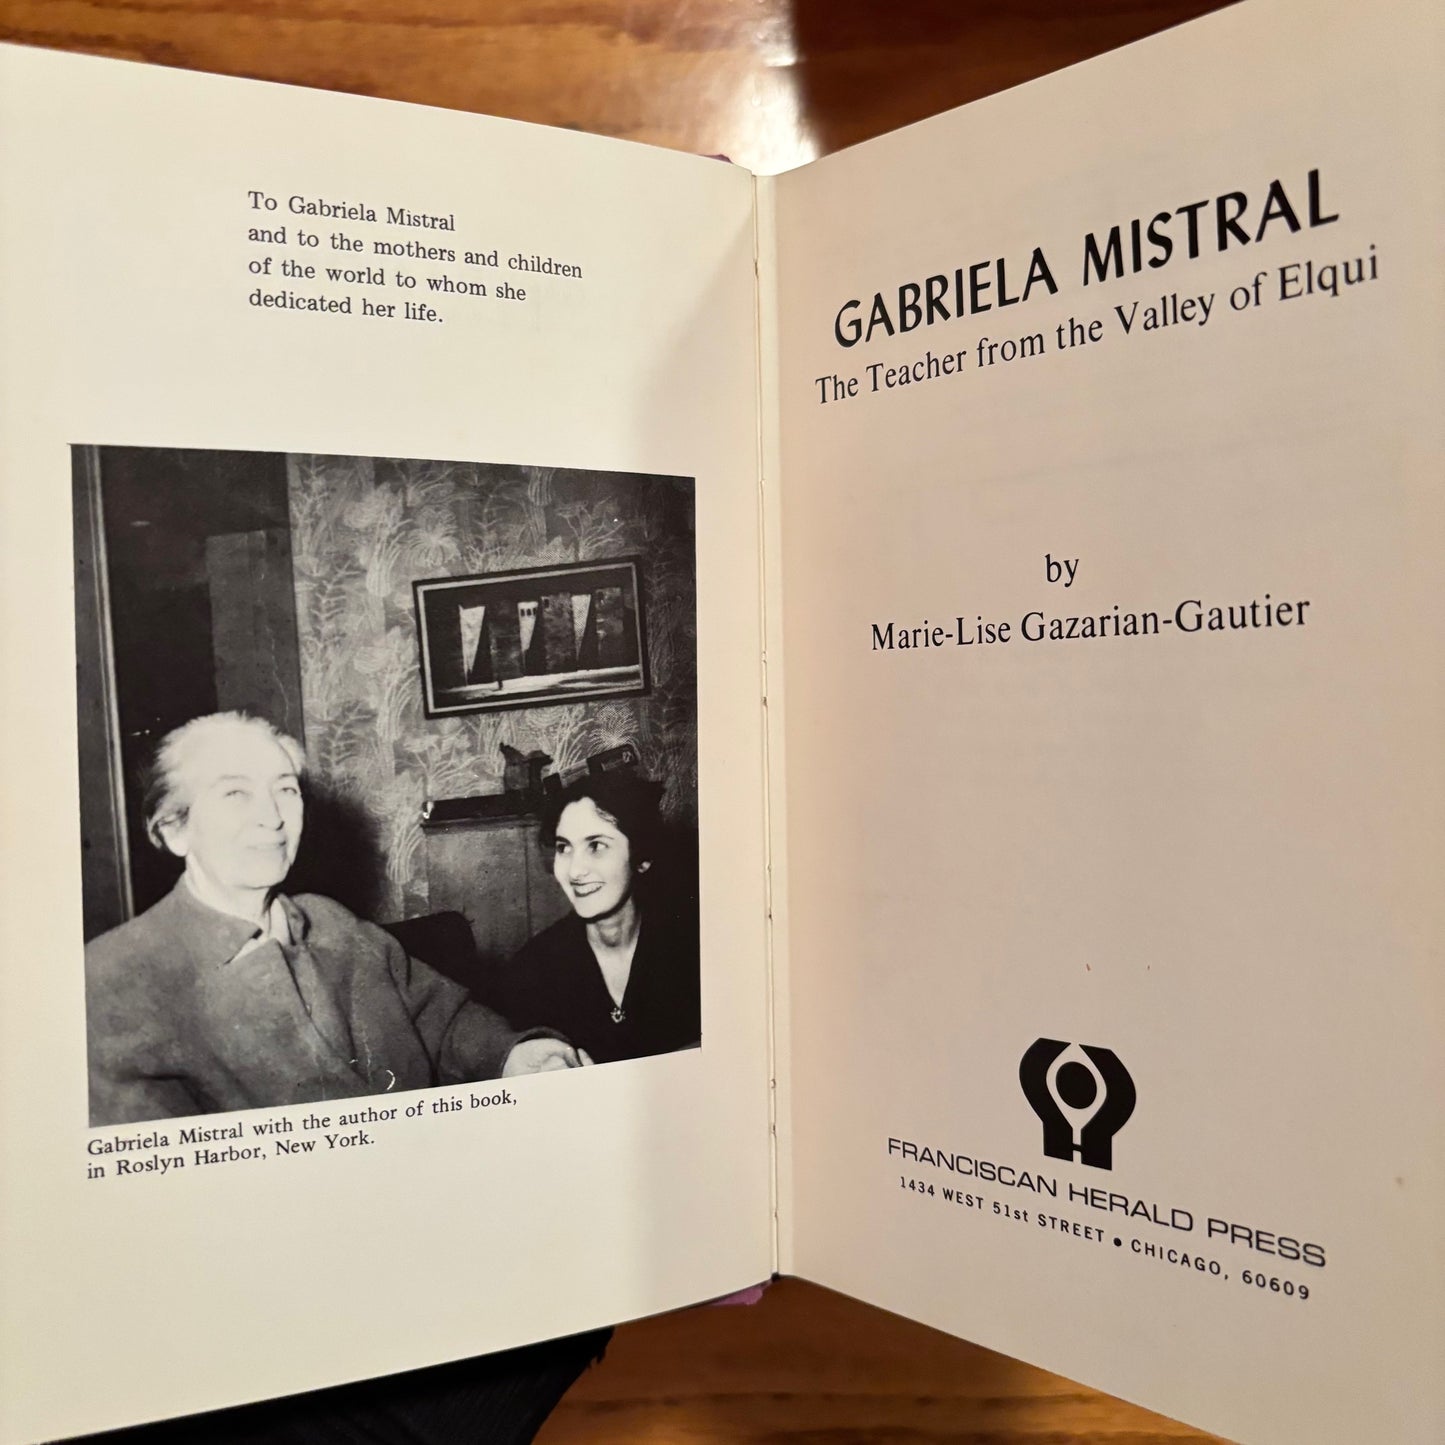 To Gabriela Mistral
and to the mothers and children
of the world to whom she
dedicated her life.
Gabriela Mistral with the author of this book,
in Roslyn Harbor, New York.
GABRIELA MISTRAL
The Teacher from the Valley of Elqui
by
Marie-Lise Gazarian-Gautier
FRANCISCAN HERALD PRESS
1434 WEST 51st STREET • CHICAGO, 60609